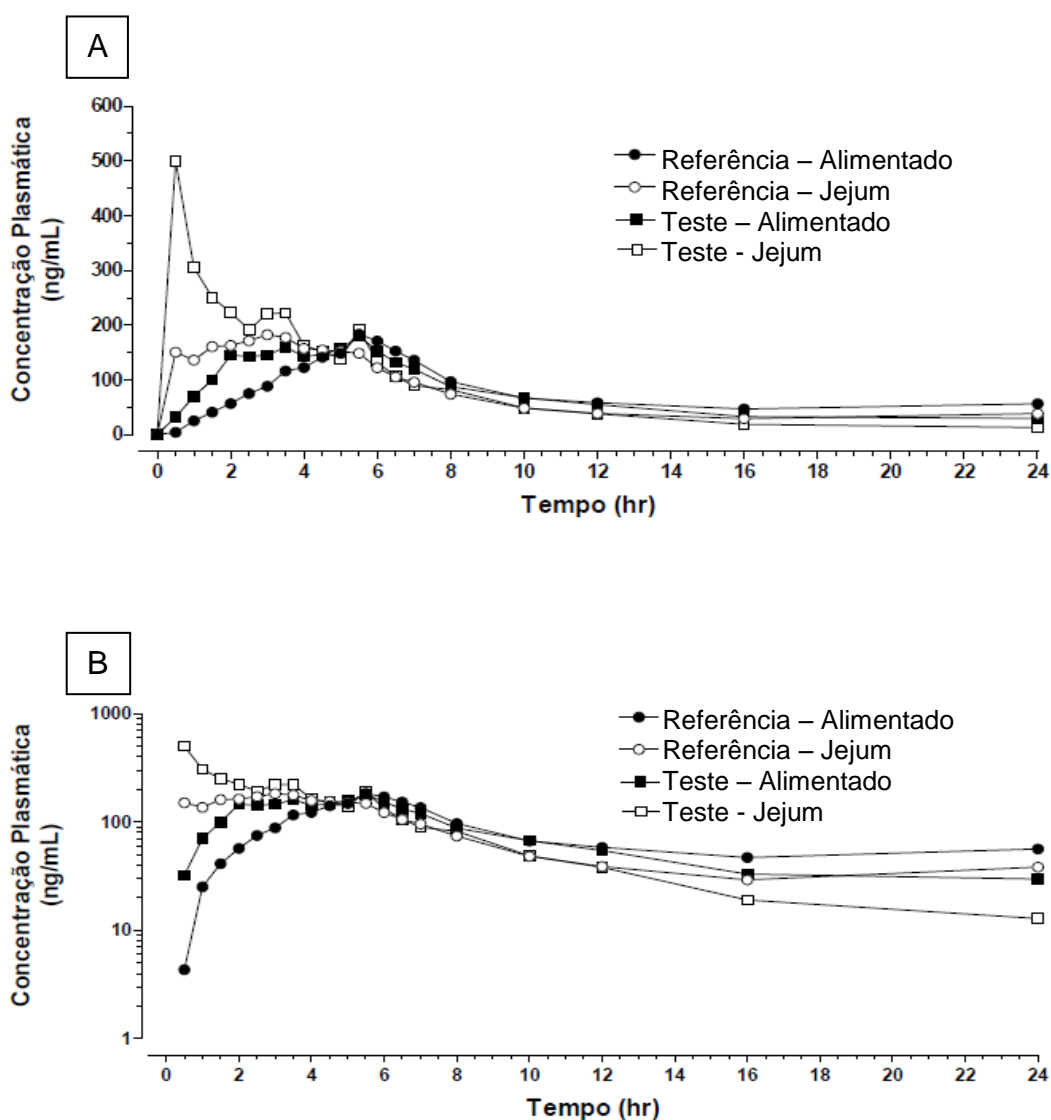 A
Concentração Plasmática
(ng/mL)
600
500
400
300
200
100
0
Referência – Alimentado
Referência – Jejum
Teste – Alimentado
Teste - Jejum
0 2 4 6 8 10 12 14 16 18 20 22 24
Tempo (hr)
B
Concentração Plasmática
(ng/mL)
1000
100
10
1
Referência – Alimentado
Referência – Jejum
Teste – Alimentado
Teste - Jejum
0 2 4 6 8 10 12 14 16 18 20 22 24
Tempo (hr)